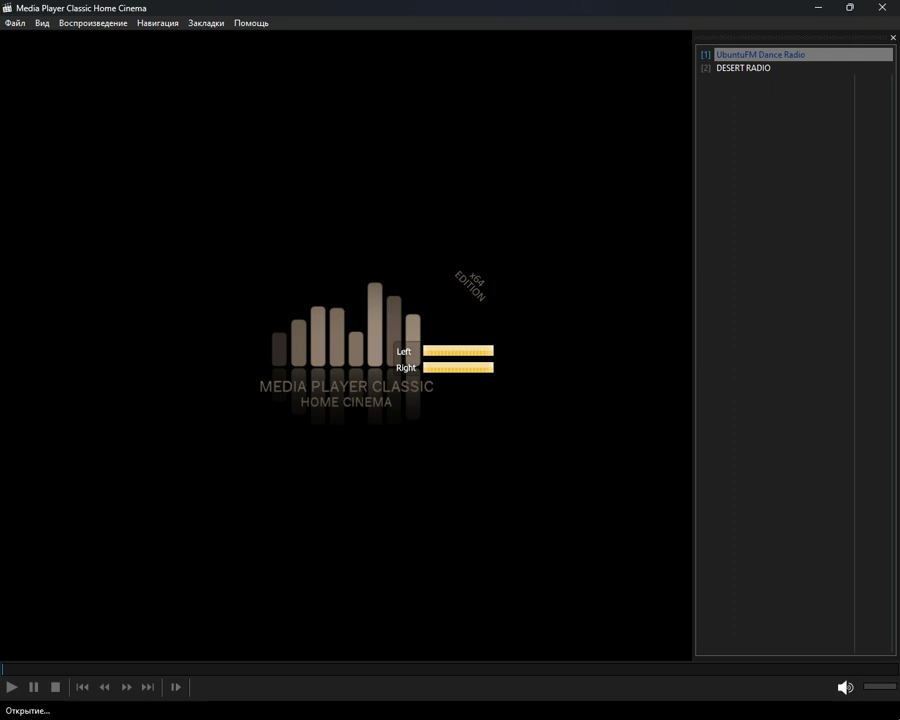 Media Player Classic Home Cinema
Файл Вид Воспроизведение Навигация Закладки Помощь
[1] UbuntuFM Dance Radio
[2] DESERT RADIO
x64
EDITION
Left
Right
MEDIA PLAYER CLASSIC
HOME CINEMA
Открытие...